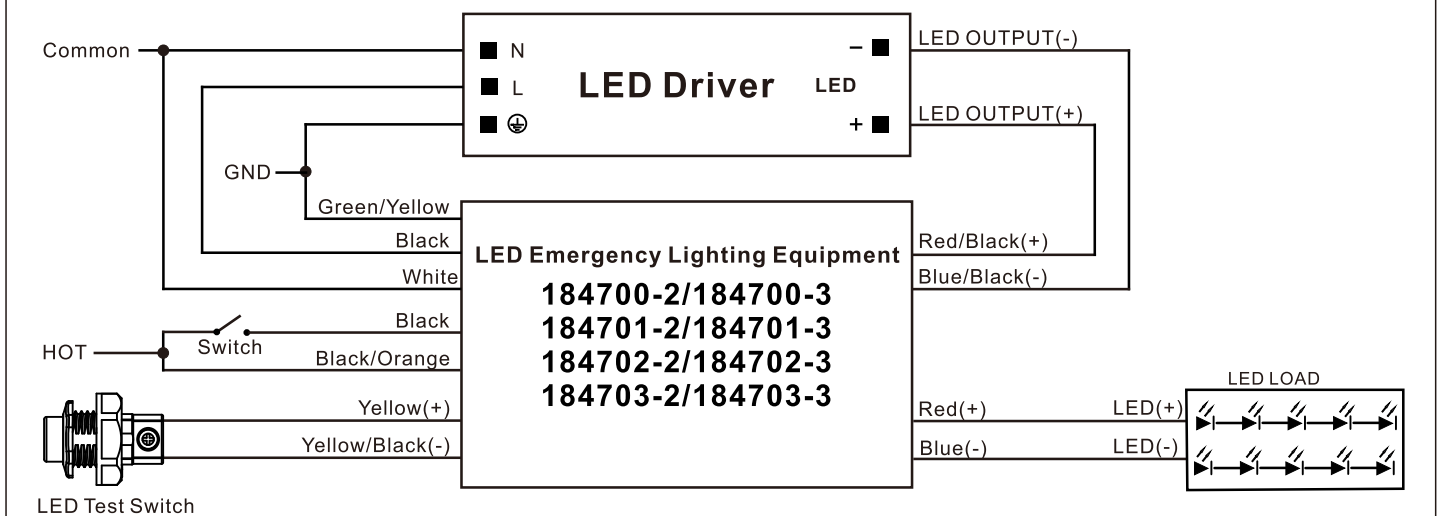 Common
N
L
LED Driver
LED
−
+
LED OUTPUT(-)
LED OUTPUT(+)
GND
Green/Yellow
Black
White
HOT
Switch
Black
Black/Orange
Yellow(+)
Yellow/Black(-)
LED Test Switch
LED Emergency Lighting Equipment
184700-2/184700-3
184701-2/184701-3
184702-2/184702-3
184703-2/184703-3
Red/Black(+)
Blue/Black(-)
Red(+)
LED(+)
Blue(-)
LED(-)
LED LOAD